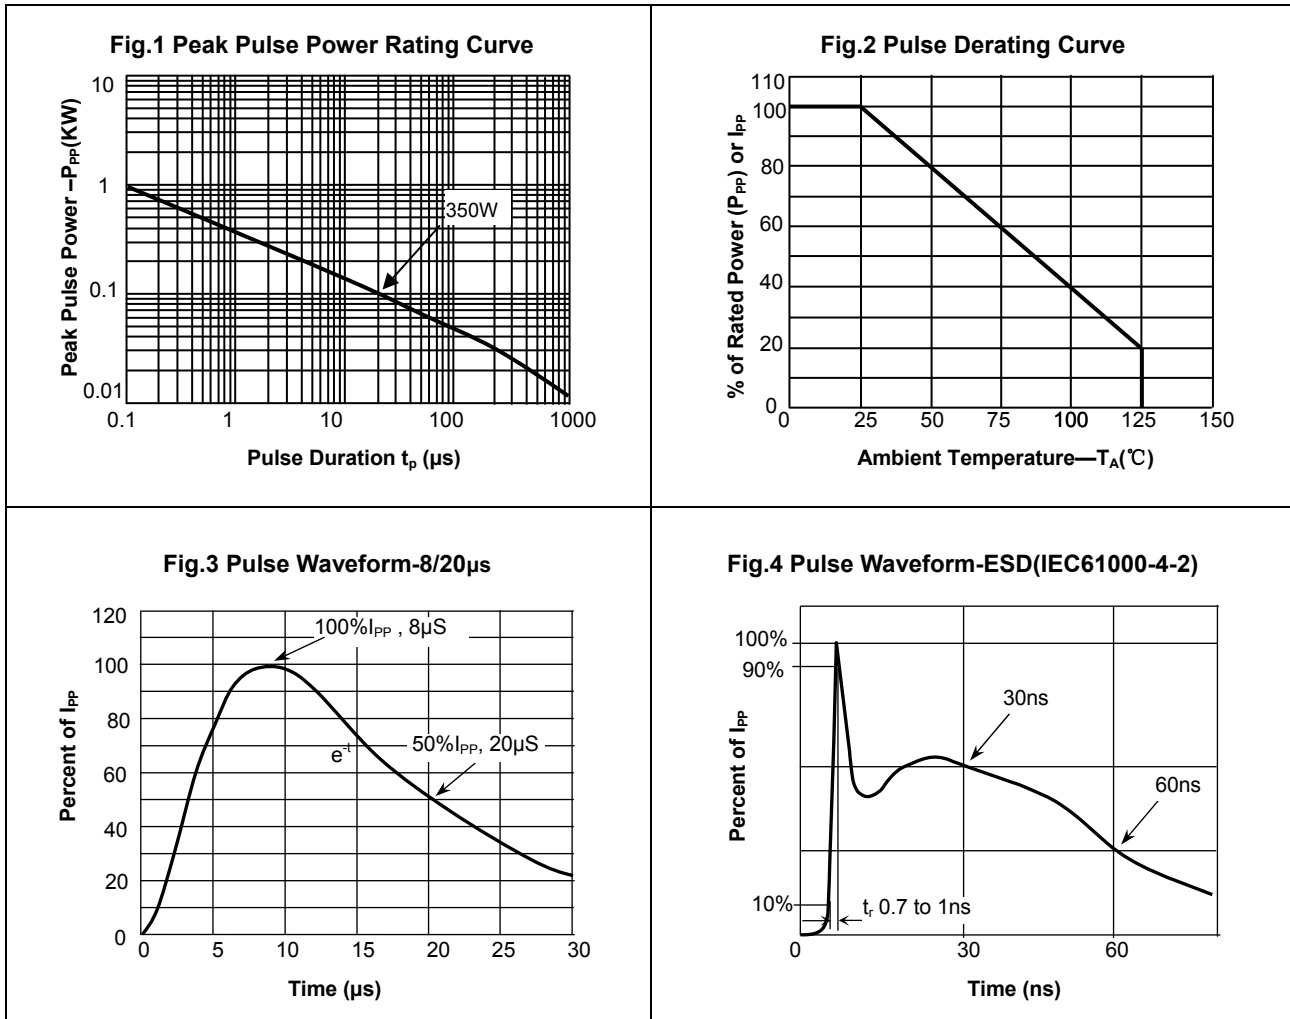 Fig.1 Peak Pulse Power Rating Curve
Peak Pulse Power –PPP(KW)
10
1
0.1
0.01
350W
0.1 1 10 100 1000
Pulse Duration tp (µs)
Fig.2 Pulse Derating Curve
% of Rated Power (PPP) or IPP
110
100
80
60
40
20
0
0 25 50 75 100 125 150
Ambient Temperature—TA(℃)
Fig.3 Pulse Waveform-8/20µs
Percent of IPP
120
100
80
60
40
20
0
100%IPP , 8µS
e-t
50%IPP, 20µS
0 5 10 15 20 25 30
Time (µs)
Fig.4 Pulse Waveform-ESD(IEC61000-4-2)
Percent of IPP
100%
90%
10%
30ns
60ns
tr 0.7 to 1ns
0 30 60
Time (ns)